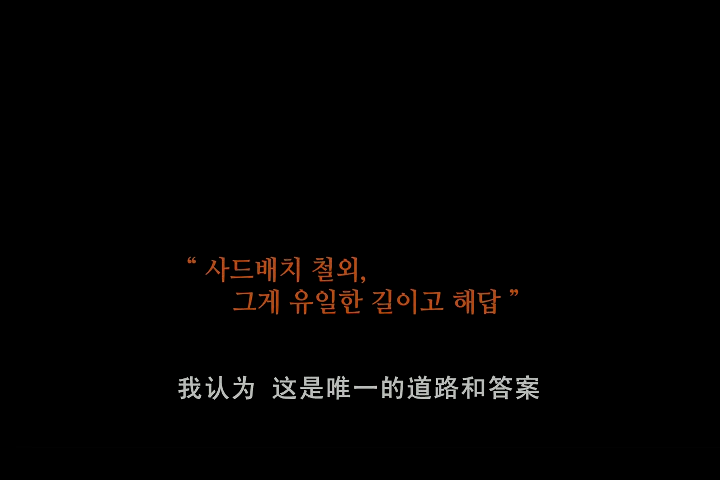 “ 사드배치 철외,
그게 유일한 길이고 해답 ”
我认为 这是唯一的道路和答案